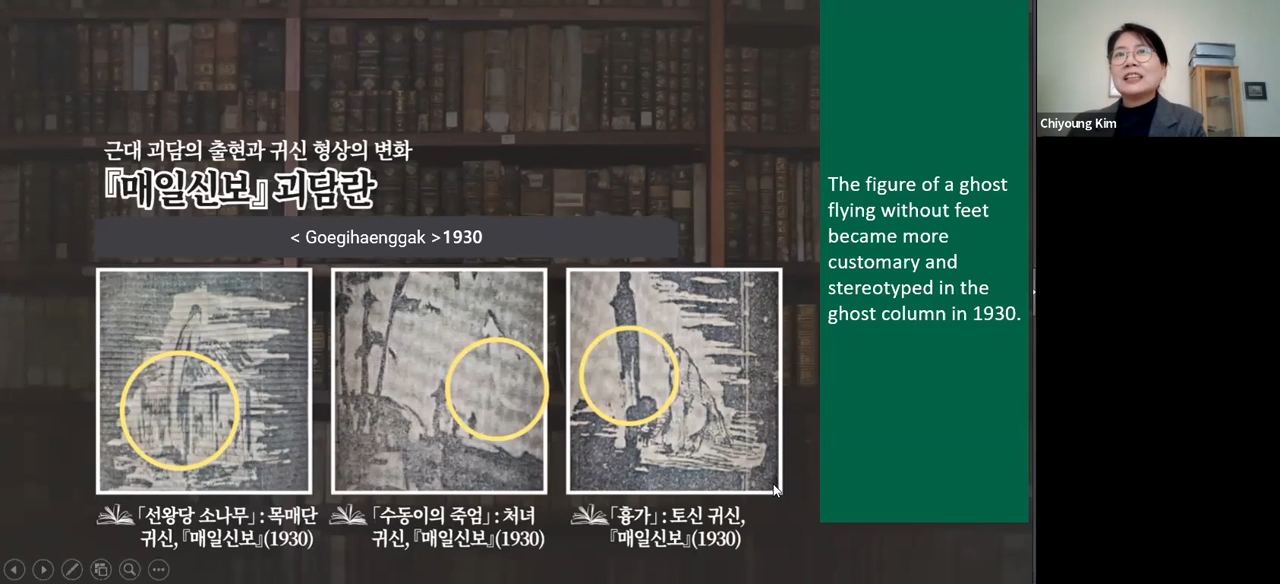 근대 괴담의 출현과 귀신 형상의 변화
『매일신보』 괴담란
< Goegihaenggak >1930
「선왕당 소나무」 : 목매단
귀신, 『매일신보』(1930)
「수동이의 죽엄」 : 처녀
귀신, 『매일신보』(1930)
「흉가」 : 토신 귀신,
『매일신보』(1930)
The figure of a ghost
flying without feet
became more
customary and
stereotyped in the
ghost column in 1930.
Chiyoung Kim